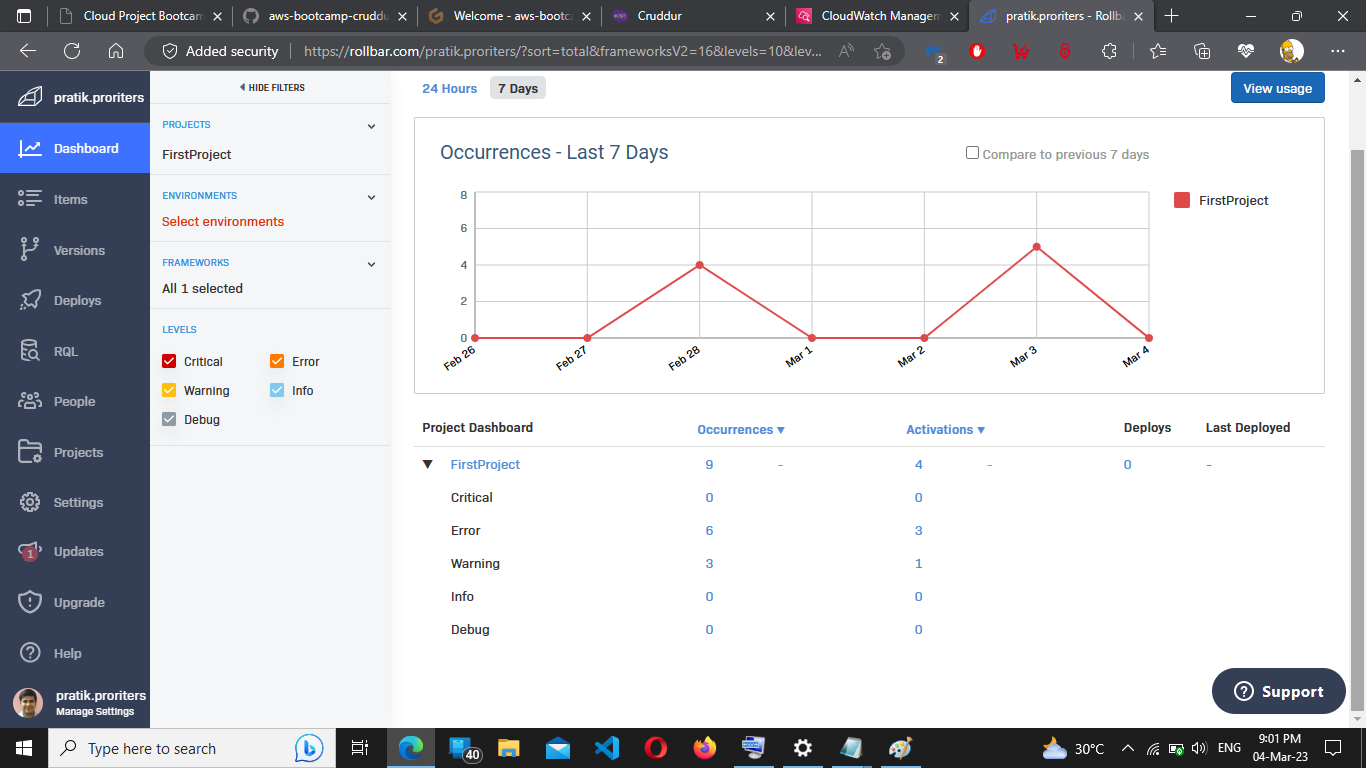 Cloud Project Bootcam
aws-bootcamp-cruddu
Welcome - aws-bootca
Cruddur
CloudWatch Managem
pratik.proriters - Rollb
Added security
https://rollbar.com/pratik.proriters/?sort=total&frameworksV2=16&levels=10&lev...
2
pratik.proriters
Dashboard
Items
Versions
Deploys
RQL
People
Projects
Settings
1
Updates
Upgrade
Help
pratik.proriters
Manage Settings
HIDE FILTERS
PROJECTS
FirstProject
ENVIRONMENTS
Select environments
FRAMEWORKS
All 1 selected
LEVELS
Critical Error
Warning Info
Debug
24 Hours 7 Days
View usage
Occurrences - Last 7 Days
Compare to previous 7 days
8
6
4
2
0
Feb 26 Feb 27 Feb 28 Mar 1 Mar 2 Mar 3 Mar 4
FirstProject
Project Dashboard Occurrences Activations Deploys Last Deployed
FirstProject 9 - 4 - 0 -
Critical 0 0
Error 6 3
Warning 3 1
Info 0 0
Debug 0 0
Support
Type here to search
40
30°C
ENG
9:01 PM
04-Mar-23